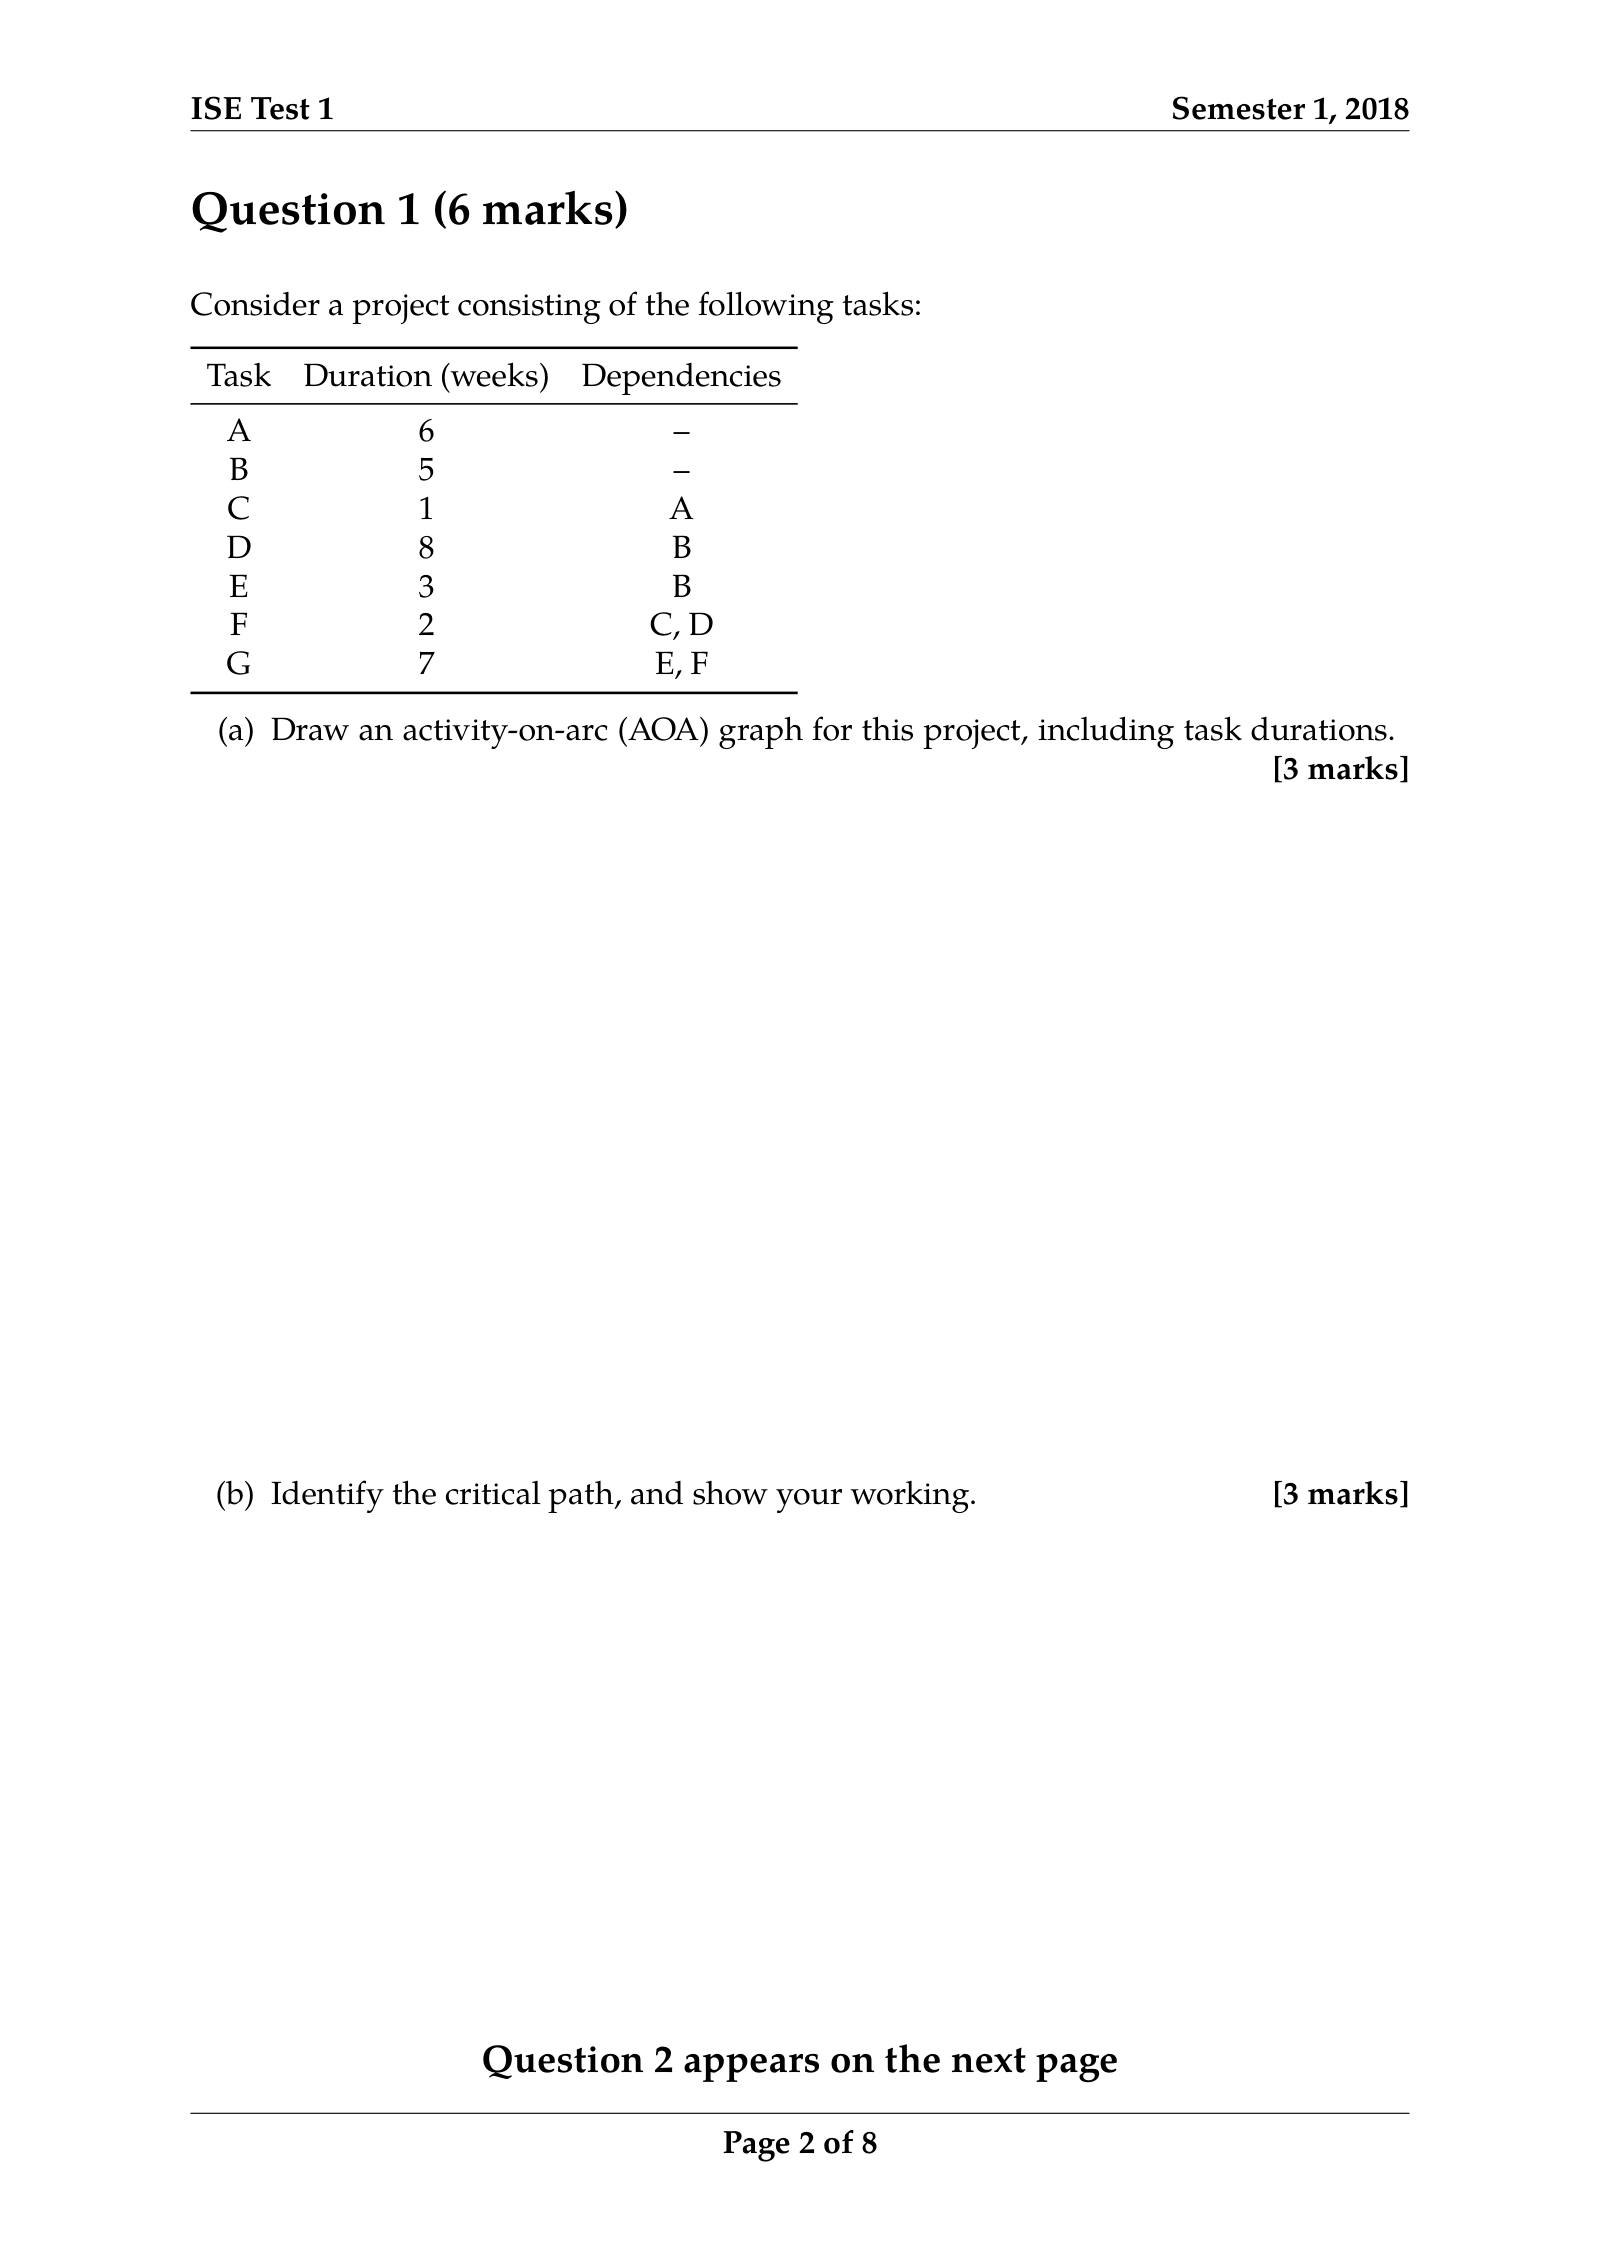 ISE Test 1 Semester 1, 2018
Question 1 (6 marks)
Consider a project consisting of the following tasks:
Task Duration (weeks) Dependencies
A 6 –
B 5 –
C 1 A
D 8 B
E 3 B
F 2 C, D
G 7 E, F
(a) Draw an activity-on-arc (AOA) graph for this project, including task durations.
[3 marks]
(b) Identify the critical path, and show your working. [3 marks]
Question 2 appears on the next page
Page 2 of 8